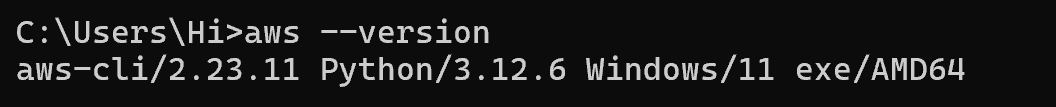 C:\Users\Hi>aws --version
aws-cli/2.23.11 Python/3.12.6 Windows/11 exe/AMD64